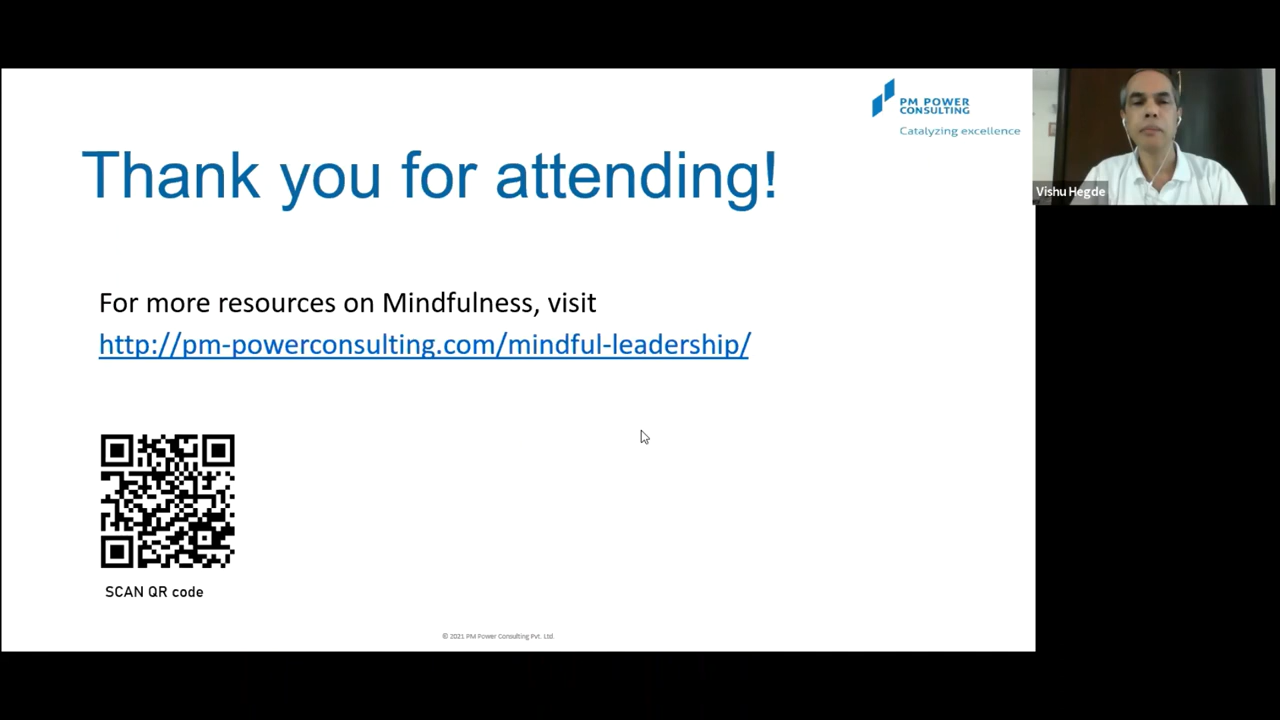 PM POWER
CONSULTING
Catalyzing excellence
Thank you for attending!
Vishu Hegde
For more resources on Mindfulness, visit
http://pm-powerconsulting.com/mindful-leadership/
SCAN QR code
© 2021 PM Power Consulting Pvt. Ltd.